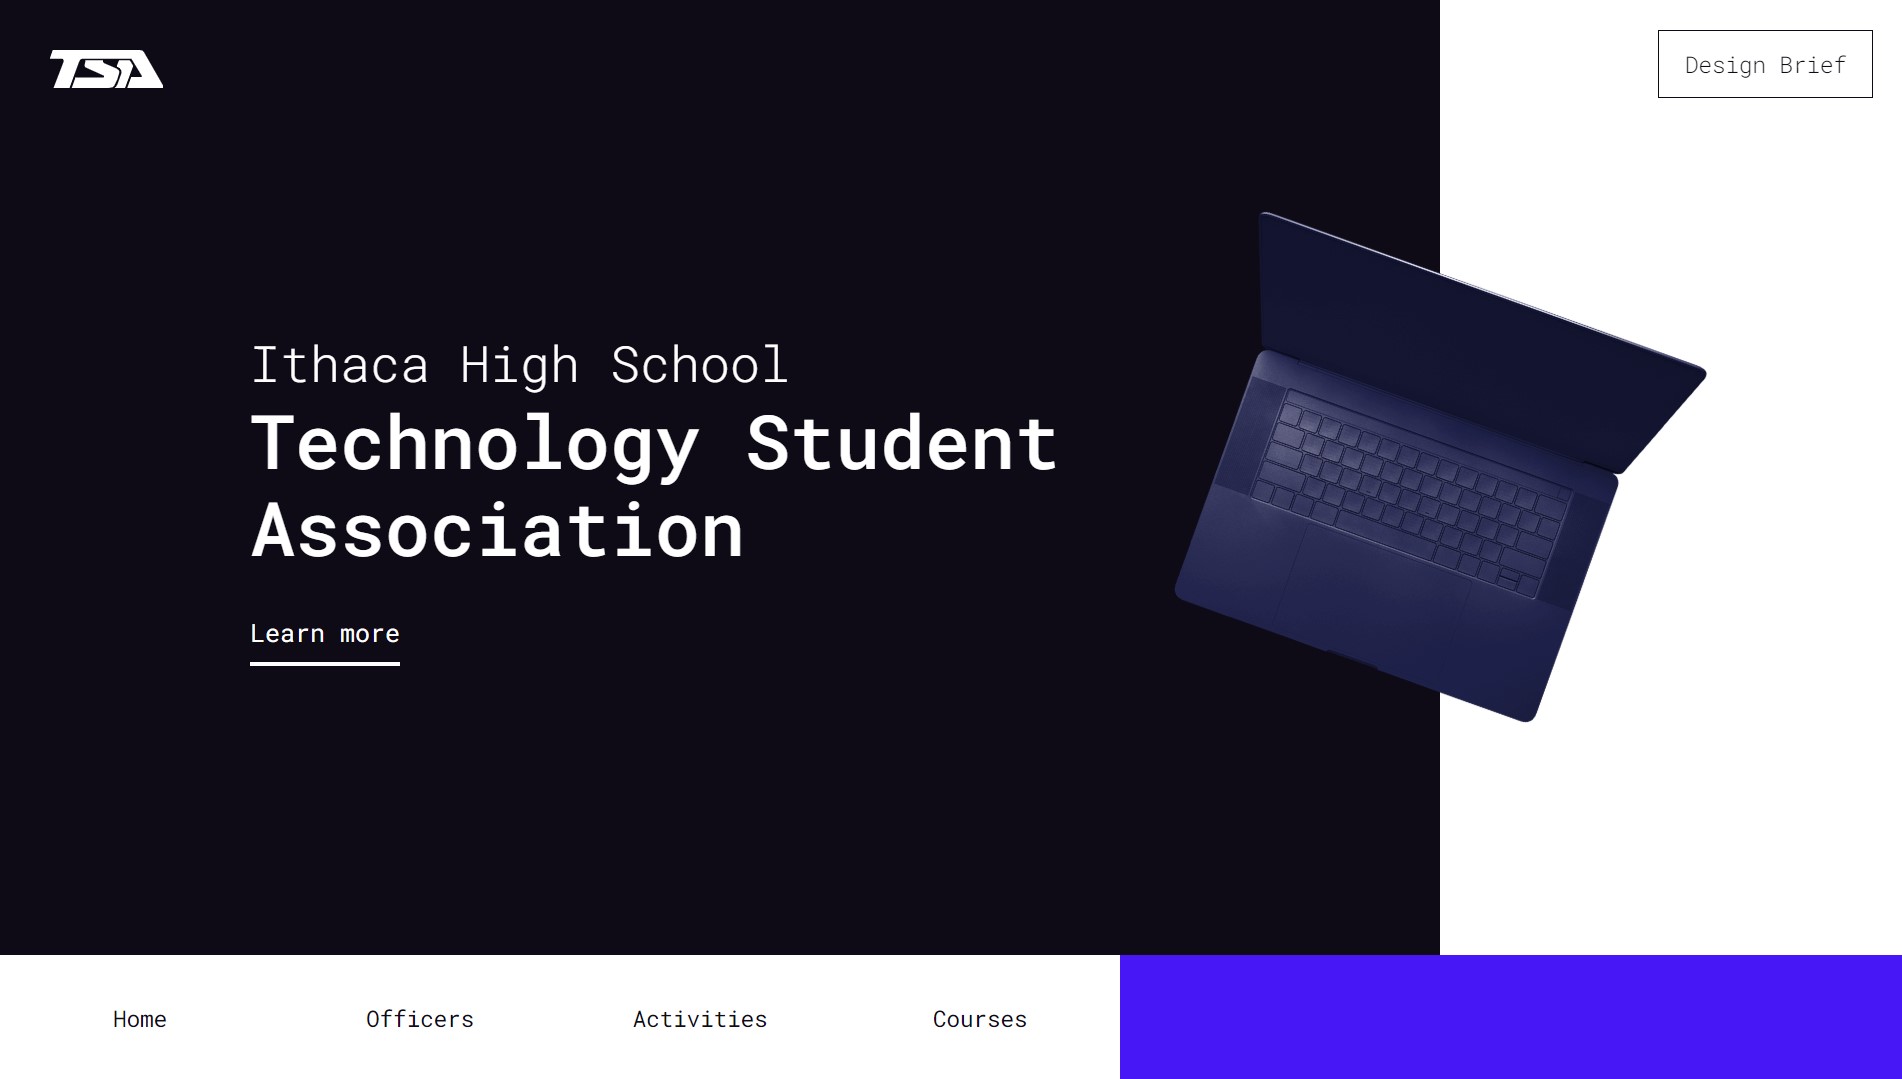 TSA
Design Brief
Ithaca High School
Technology Student
Association
Learn more
Home
Officers
Activities
Courses